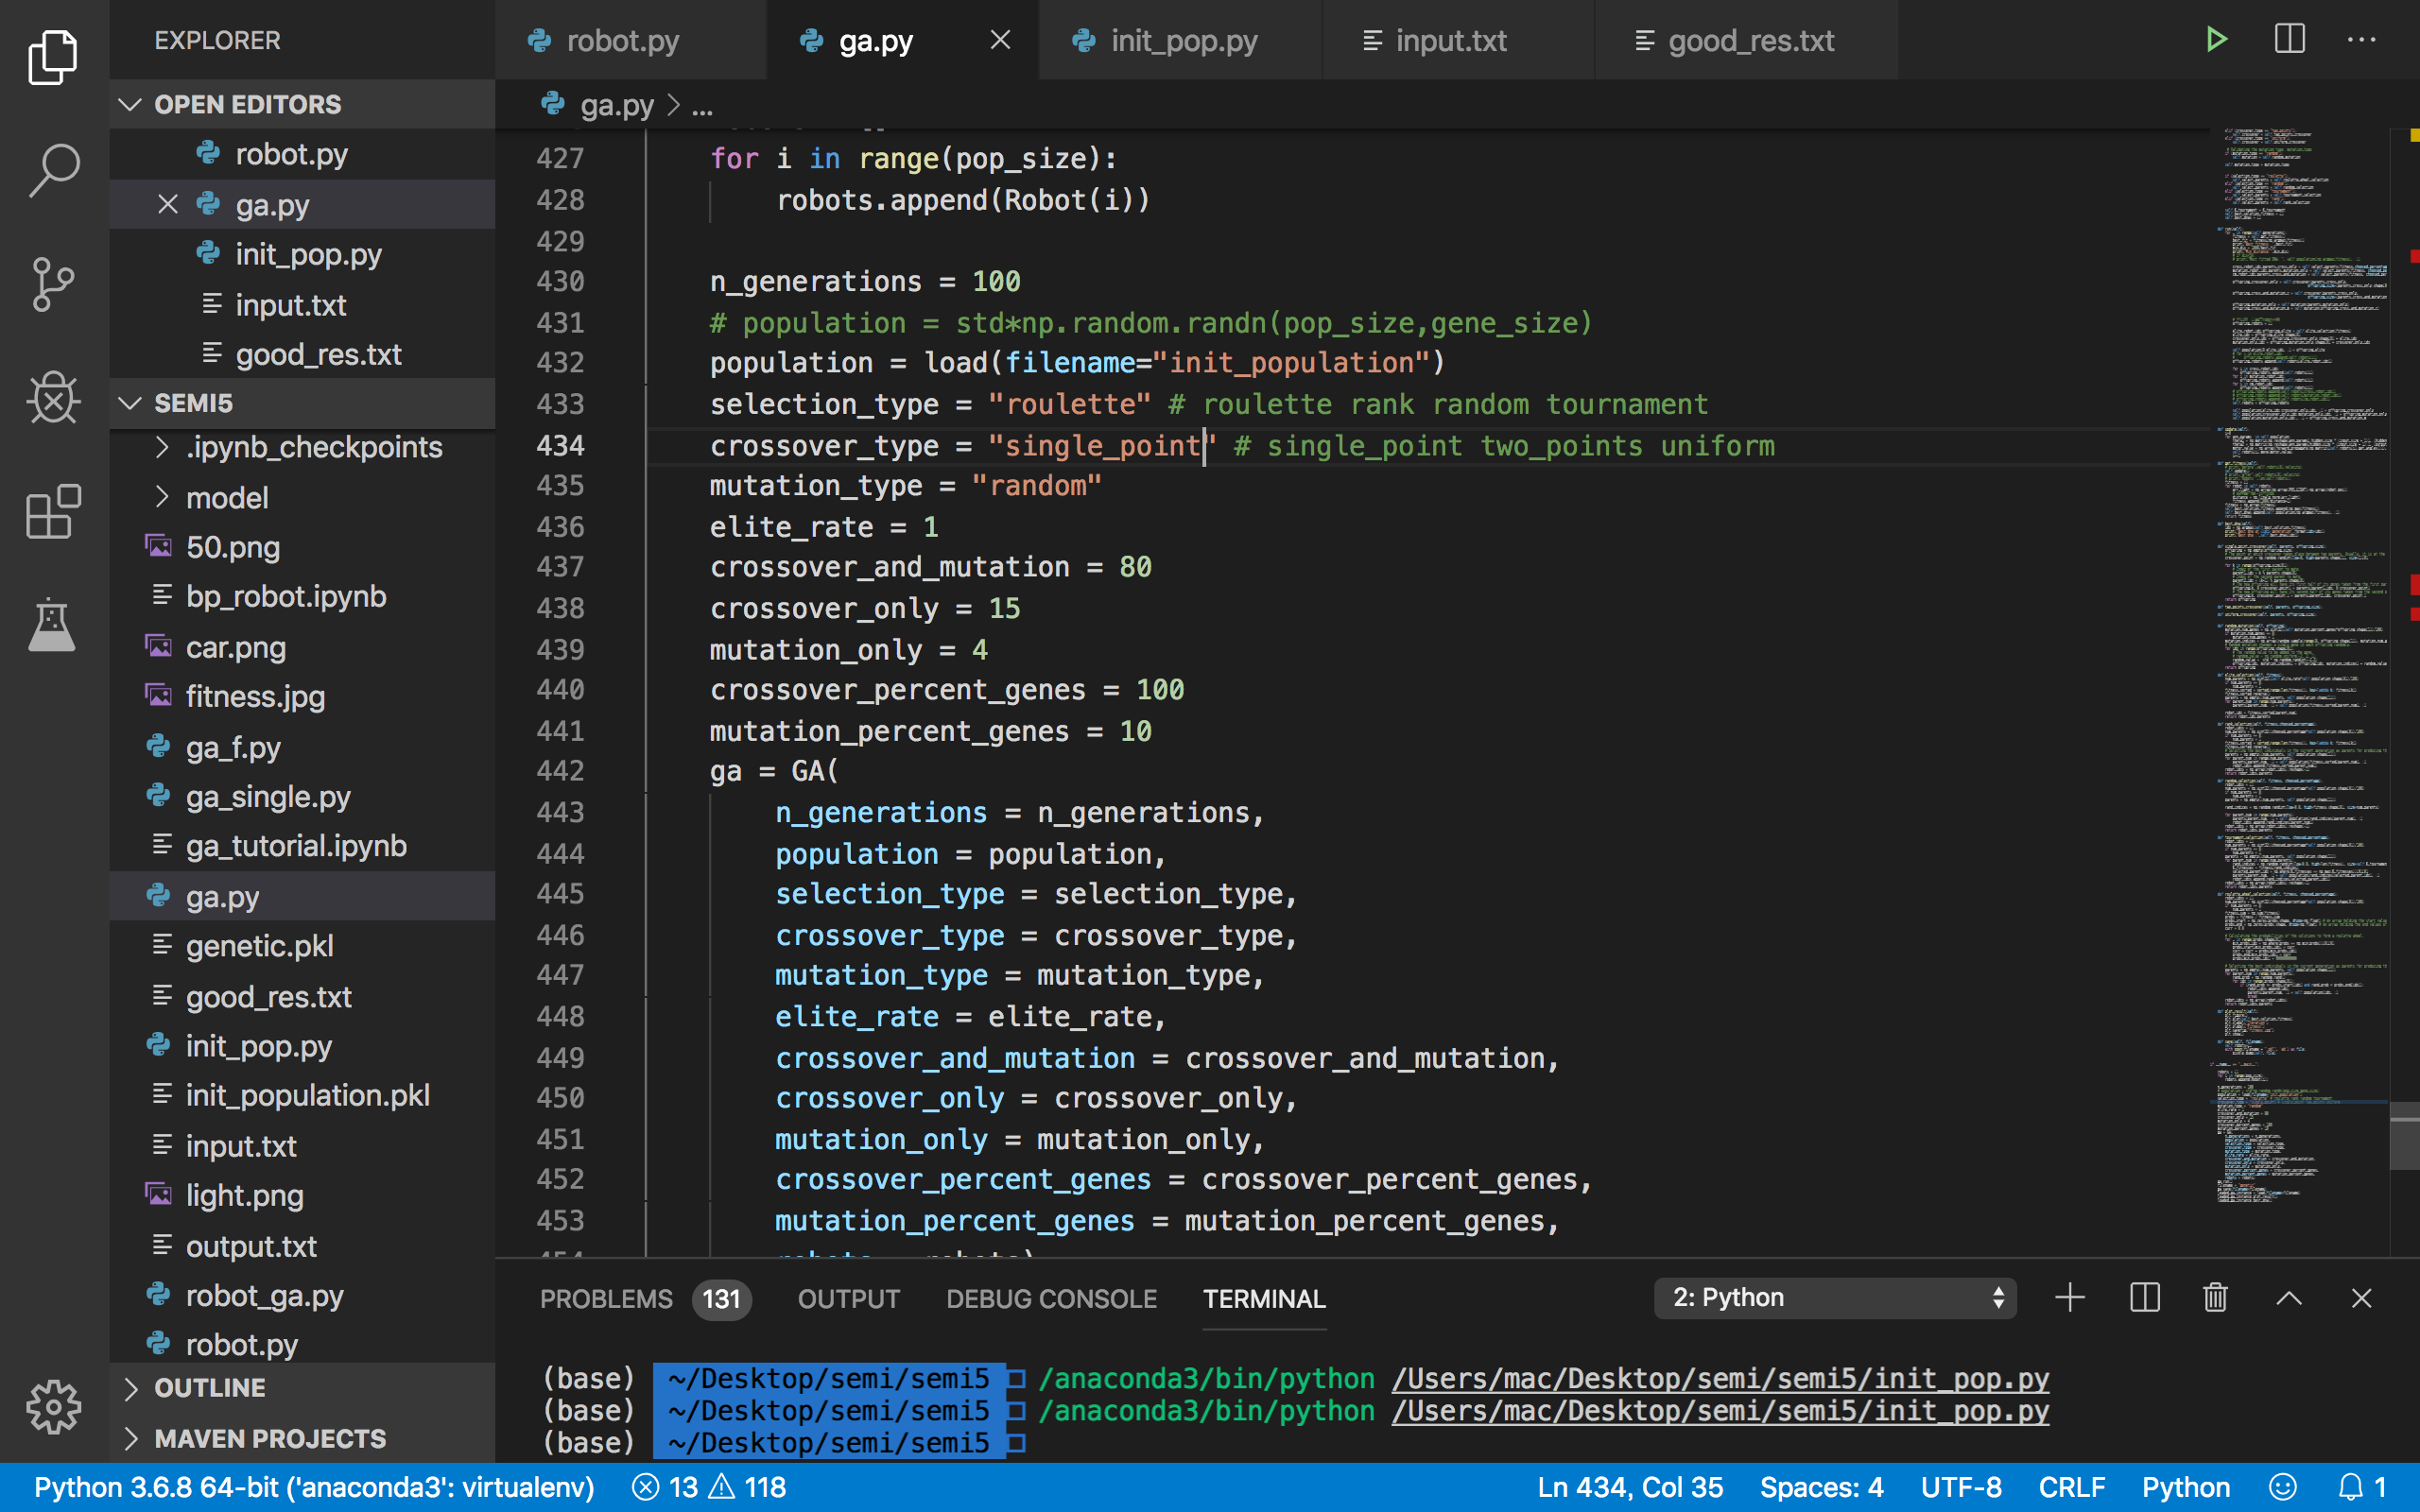 EXPLORER
robot.py
ga.py
init_pop.py
input.txt
good_res.txt
OPEN EDITORS
robot.py
ga.py
init_pop.py
input.txt
good_res.txt
SEMI5
.ipynb_checkpoints
model
50.png
bp_robot.ipynb
car.png
fitness.jpg
ga_f.py
ga_single.py
ga_tutorial.ipynb
ga.py
genetic.pkl
good_res.txt
init_pop.py
init_population.pkl
input.txt
light.png
output.txt
robot_ga.py
robot.py
OUTLINE
MAVEN PROJECTS
ga.py > ...
427 for i in range(pop_size):
428 robots.append(Robot(i))
429
430 n_generations = 100
431 # population = std*np.random.randn(pop_size,gene_size)
432 population = load(filename="init_population")
433 selection_type = "roulette" # roulette rank random tournament
434 crossover_type = "single_point" # single_point two_points uniform
435 mutation_type = "random"
436 elite_rate = 1
437 crossover_and_mutation = 80
438 crossover_only = 15
439 mutation_only = 4
440 crossover_percent_genes = 100
441 mutation_percent_genes = 10
442 ga = GA(
443 n_generations = n_generations,
444 population = population,
445 selection_type = selection_type,
446 crossover_type = crossover_type,
447 mutation_type = mutation_type,
448 elite_rate = elite_rate,
449 crossover_and_mutation = crossover_and_mutation,
450 crossover_only = crossover_only,
451 mutation_only = mutation_only,
452 crossover_percent_genes = crossover_percent_genes,
453 mutation_percent_genes = mutation_percent_genes,
PROBLEMS 131 OUTPUT DEBUG CONSOLE TERMINAL 2: Python
(base) ~/Desktop/semi/semi5 /anaconda3/bin/python /Users/mac/Desktop/semi/semi5/init_pop.py
(base) ~/Desktop/semi/semi5 /anaconda3/bin/python /Users/mac/Desktop/semi/semi5/init_pop.py
(base) ~/Desktop/semi/semi5
Python 3.6.8 64-bit ('anaconda3': virtualenv) 13 118 Ln 434, Col 35 Spaces: 4 UTF-8 CRLF Python 1